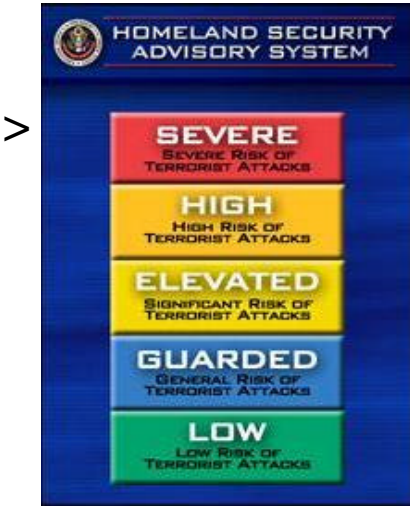 HOMELAND SECURITY
ADVISORY SYSTEM
>
SEVERE
SEVERE RISK OF
TERRORIST ATTACKS
HIGH
HIGH RISK OF
TERRORIST ATTACKS
ELEVATED
SIGNIFICANT RISK OF
TERRORIST ATTACKS
GUARDED
GENERAL RISK OF
TERRORIST ATTACKS
LOW
LOW RISK OF
TERRORIST ATTACKS